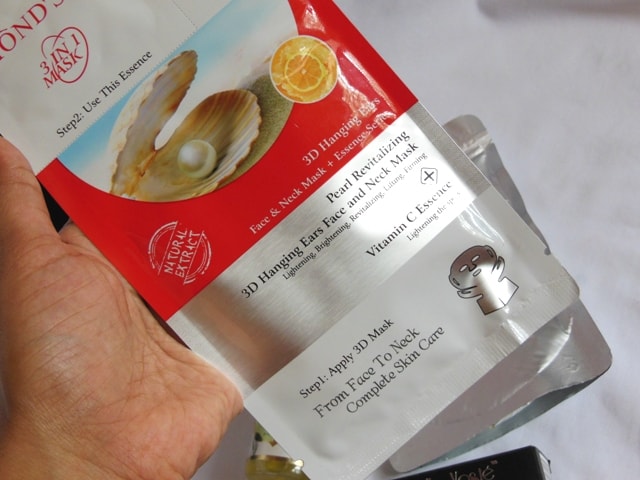 3 IN 1
MASK
Step2: Use This Essence
3D Hanging Ears
Face & Neck Mask + Essence
NATURAL
EXTRACT
Pearl Revitalizing
3D Hanging Ears Face and Neck Mask
Lightening, Brightening, Revitalizing, Lifting, Firming
+
Vitamin C Essence
Lightening the
Step1: Apply 3D Mask
From Face To Neck
Complete Skin Care